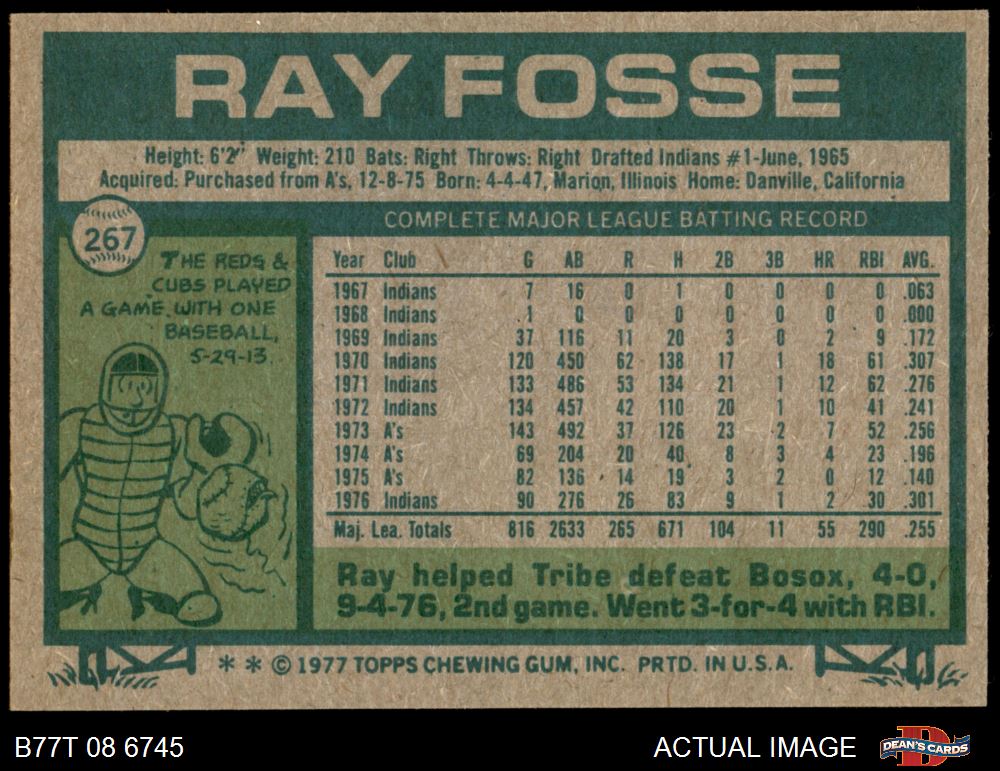 RAY FOSSE
Height: 6'2" Weight: 210 Bats: Right Throws: Right Drafted Indians #1-June, 1965
Acquired: Purchased from A's, 12-8-75 Born: 4-4-47, Marion, Illinois Home: Danville, California
267
THE REDS &
CUBS PLAYED
A GAME WITH ONE
BASEBALL,
5-29-13.
COMPLETE MAJOR LEAGUE BATTING RECORD
Year Club G AB R H 2B 3B HR RBI AVG.
1967 Indians 7 16 0 1 0 0 0 0 .063
1968 Indians 1 0 0 0 0 0 0 0 .000
1969 Indians 37 116 11 20 3 0 2 9 .172
1970 Indians 120 450 62 138 17 1 18 61 .307
1971 Indians 133 486 53 134 21 1 12 62 .276
1972 Indians 134 457 42 110 20 1 10 41 .241
1973 A's 143 492 37 126 23 2 7 52 .256
1974 A's 69 204 20 40 8 3 4 23 .196
1975 A's 82 136 14 19 3 2 0 12 .140
1976 Indians 90 276 26 83 9 1 2 30 .301
Maj. Lea. Totals 816 2633 265 671 104 11 55 290 .255
Ray helped Tribe defeat Bosox, 4-0,
9-4-76, 2nd game. Went 3-for-4 with RBI.
* * © 1977 TOPPS CHEWING GUM, INC. PRTD. IN U.S.A.
B77T 08 6745
ACTUAL IMAGE
DEAN'S CARDS